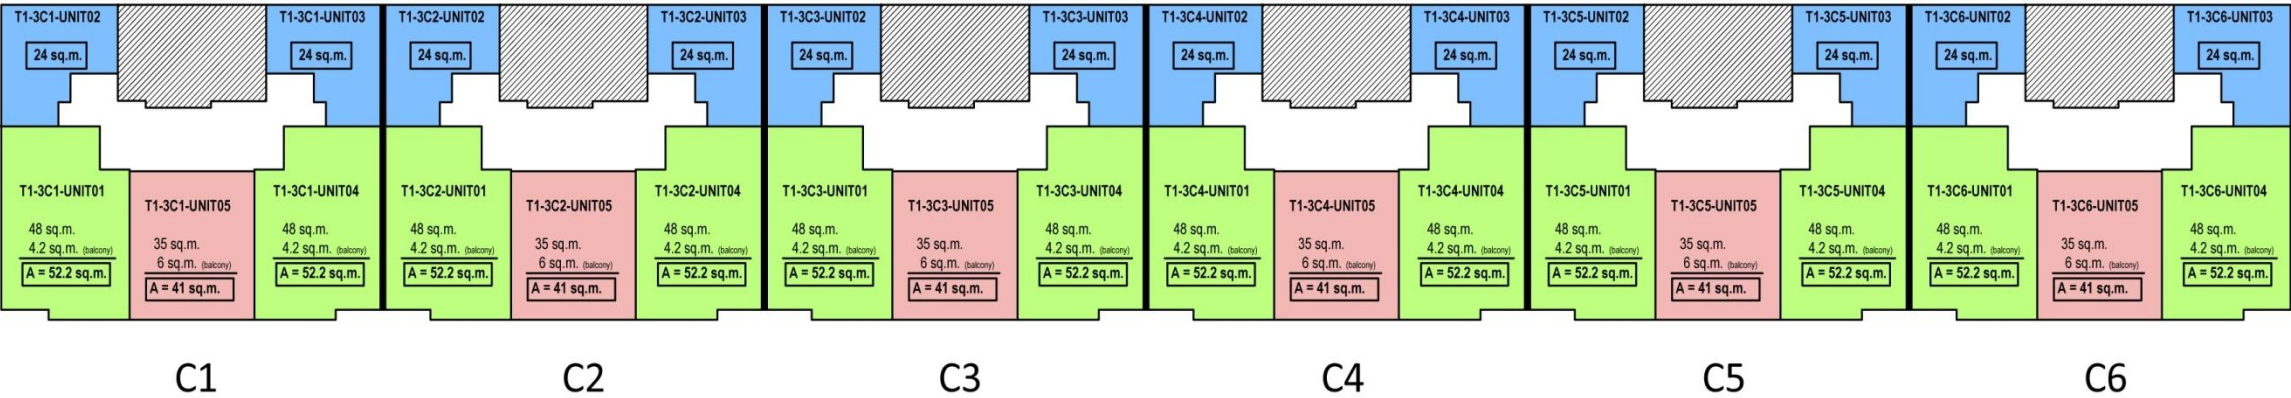 T1-3C1-UNIT02
24 sq.m.
T1-3C1-UNIT03
24 sq.m.
T1-3C1-UNIT01
48 sq.m.
4.2 sq.m. (balcony)
A = 52.2 sq.m.
T1-3C1-UNIT05
35 sq.m.
6 sq.m. (balcony)
A = 41 sq.m.
T1-3C1-UNIT04
48 sq.m.
4.2 sq.m. (balcony)
A = 52.2 sq.m.
C1
T1-3C2-UNIT02
24 sq.m.
T1-3C2-UNIT03
24 sq.m.
T1-3C2-UNIT01
48 sq.m.
4.2 sq.m. (balcony)
A = 52.2 sq.m.
T1-3C2-UNIT05
35 sq.m.
6 sq.m. (balcony)
A = 41 sq.m.
T1-3C2-UNIT04
48 sq.m.
4.2 sq.m. (balcony)
A = 52.2 sq.m.
C2
T1-3C3-UNIT02
24 sq.m.
T1-3C3-UNIT03
24 sq.m.
T1-3C3-UNIT01
48 sq.m.
4.2 sq.m. (balcony)
A = 52.2 sq.m.
T1-3C3-UNIT05
35 sq.m.
6 sq.m. (balcony)
A = 41 sq.m.
T1-3C3-UNIT04
48 sq.m.
4.2 sq.m. (balcony)
A = 52.2 sq.m.
C3
T1-3C4-UNIT02
24 sq.m.
T1-3C4-UNIT03
24 sq.m.
T1-3C4-UNIT01
48 sq.m.
4.2 sq.m. (balcony)
A = 52.2 sq.m.
T1-3C4-UNIT05
35 sq.m.
6 sq.m. (balcony)
A = 41 sq.m.
T1-3C4-UNIT04
48 sq.m.
4.2 sq.m. (balcony)
A = 52.2 sq.m.
C4
T1-3C5-UNIT02
24 sq.m.
T1-3C5-UNIT03
24 sq.m.
T1-3C5-UNIT01
48 sq.m.
4.2 sq.m. (balcony)
A = 52.2 sq.m.
T1-3C5-UNIT05
35 sq.m.
6 sq.m. (balcony)
A = 41 sq.m.
T1-3C5-UNIT04
48 sq.m.
4.2 sq.m. (balcony)
A = 52.2 sq.m.
C5
T1-3C6-UNIT02
24 sq.m.
T1-3C6-UNIT03
24 sq.m.
T1-3C6-UNIT01
48 sq.m.
4.2 sq.m. (balcony)
A = 52.2 sq.m.
T1-3C6-UNIT05
35 sq.m.
6 sq.m. (balcony)
A = 41 sq.m.
T1-3C6-UNIT04
48 sq.m.
4.2 sq.m. (balcony)
A = 52.2 sq.m.
C6